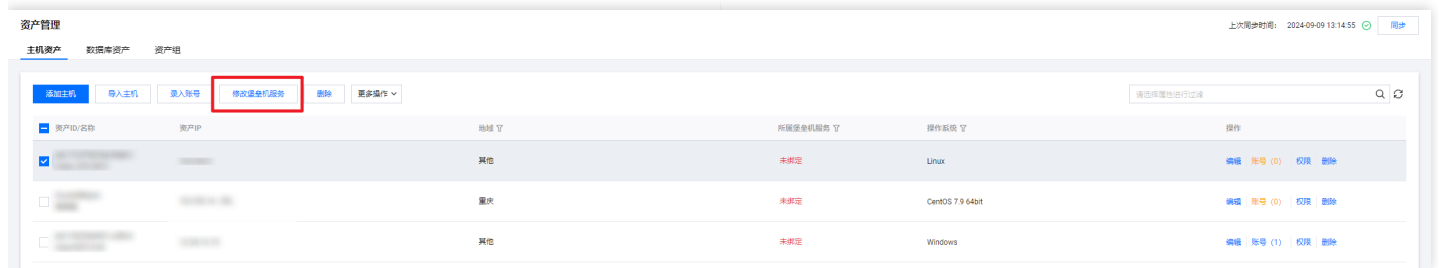 资产管理
上次同步时间： 2024-09-09 13:14:55 同步
主机资产 数据库资产 资产组
添加主机 导入主机 录入账号 修改堡垒机服务 删除 更多操作 请选择属性进行过滤
资产ID/名称 资产IP 地域 所属堡垒机服务 操作系统 操作
其他 未绑定 Linux 编辑 账号 (0) 权限 删除
重庆 未绑定 CentOS 7.9 64bit 编辑 账号 (0) 权限 删除
其他 未绑定 Windows 编辑 账号 (1) 权限 删除